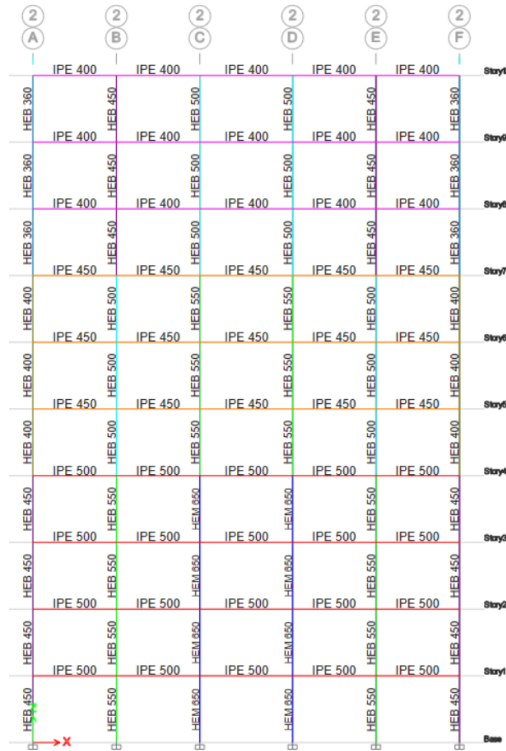 2 2 2 2 2 2
A B C D E F
IPE 400 IPE 400 IPE 400 IPE 400 IPE 400 Story1
HEB 360 HEB 450 HEB 500 HEB 500 HEB 450 HEB 360
IPE 400 IPE 400 IPE 400 IPE 400 IPE 400 Story9
HEB 360 HEB 450 HEB 500 HEB 500 HEB 450 HEB 360
IPE 400 IPE 400 IPE 400 IPE 400 IPE 400 Story8
HEB 360 HEB 450 HEB 500 HEB 500 HEB 450 HEB 360
IPE 450 IPE 450 IPE 450 IPE 450 IPE 450 Story7
HEB 400 HEB 500 HEB 550 HEB 550 HEB 500 HEB 400
IPE 450 IPE 450 IPE 450 IPE 450 IPE 450 Story6
HEB 400 HEB 500 HEB 550 HEB 550 HEB 500 HEB 400
IPE 450 IPE 450 IPE 450 IPE 450 IPE 450 Story5
HEB 400 HEB 500 HEB 550 HEB 550 HEB 500 HEB 400
IPE 500 IPE 500 IPE 500 IPE 500 IPE 500 Story4
HEB 450 HEB 550 HEM 650 HEM 650 HEB 550 HEB 450
IPE 500 IPE 500 IPE 500 IPE 500 IPE 500 Story3
HEB 450 HEB 550 HEM 650 HEM 650 HEB 550 HEB 450
IPE 500 IPE 500 IPE 500 IPE 500 IPE 500 Story2
HEB 450 HEB 550 HEM 650 HEM 650 HEB 550 HEB 450
IPE 500 IPE 500 IPE 500 IPE 500 IPE 500 Story1
HEB 450 HEB 550 HEM 650 HEM 650 HEB 550 HEB 450
X Base